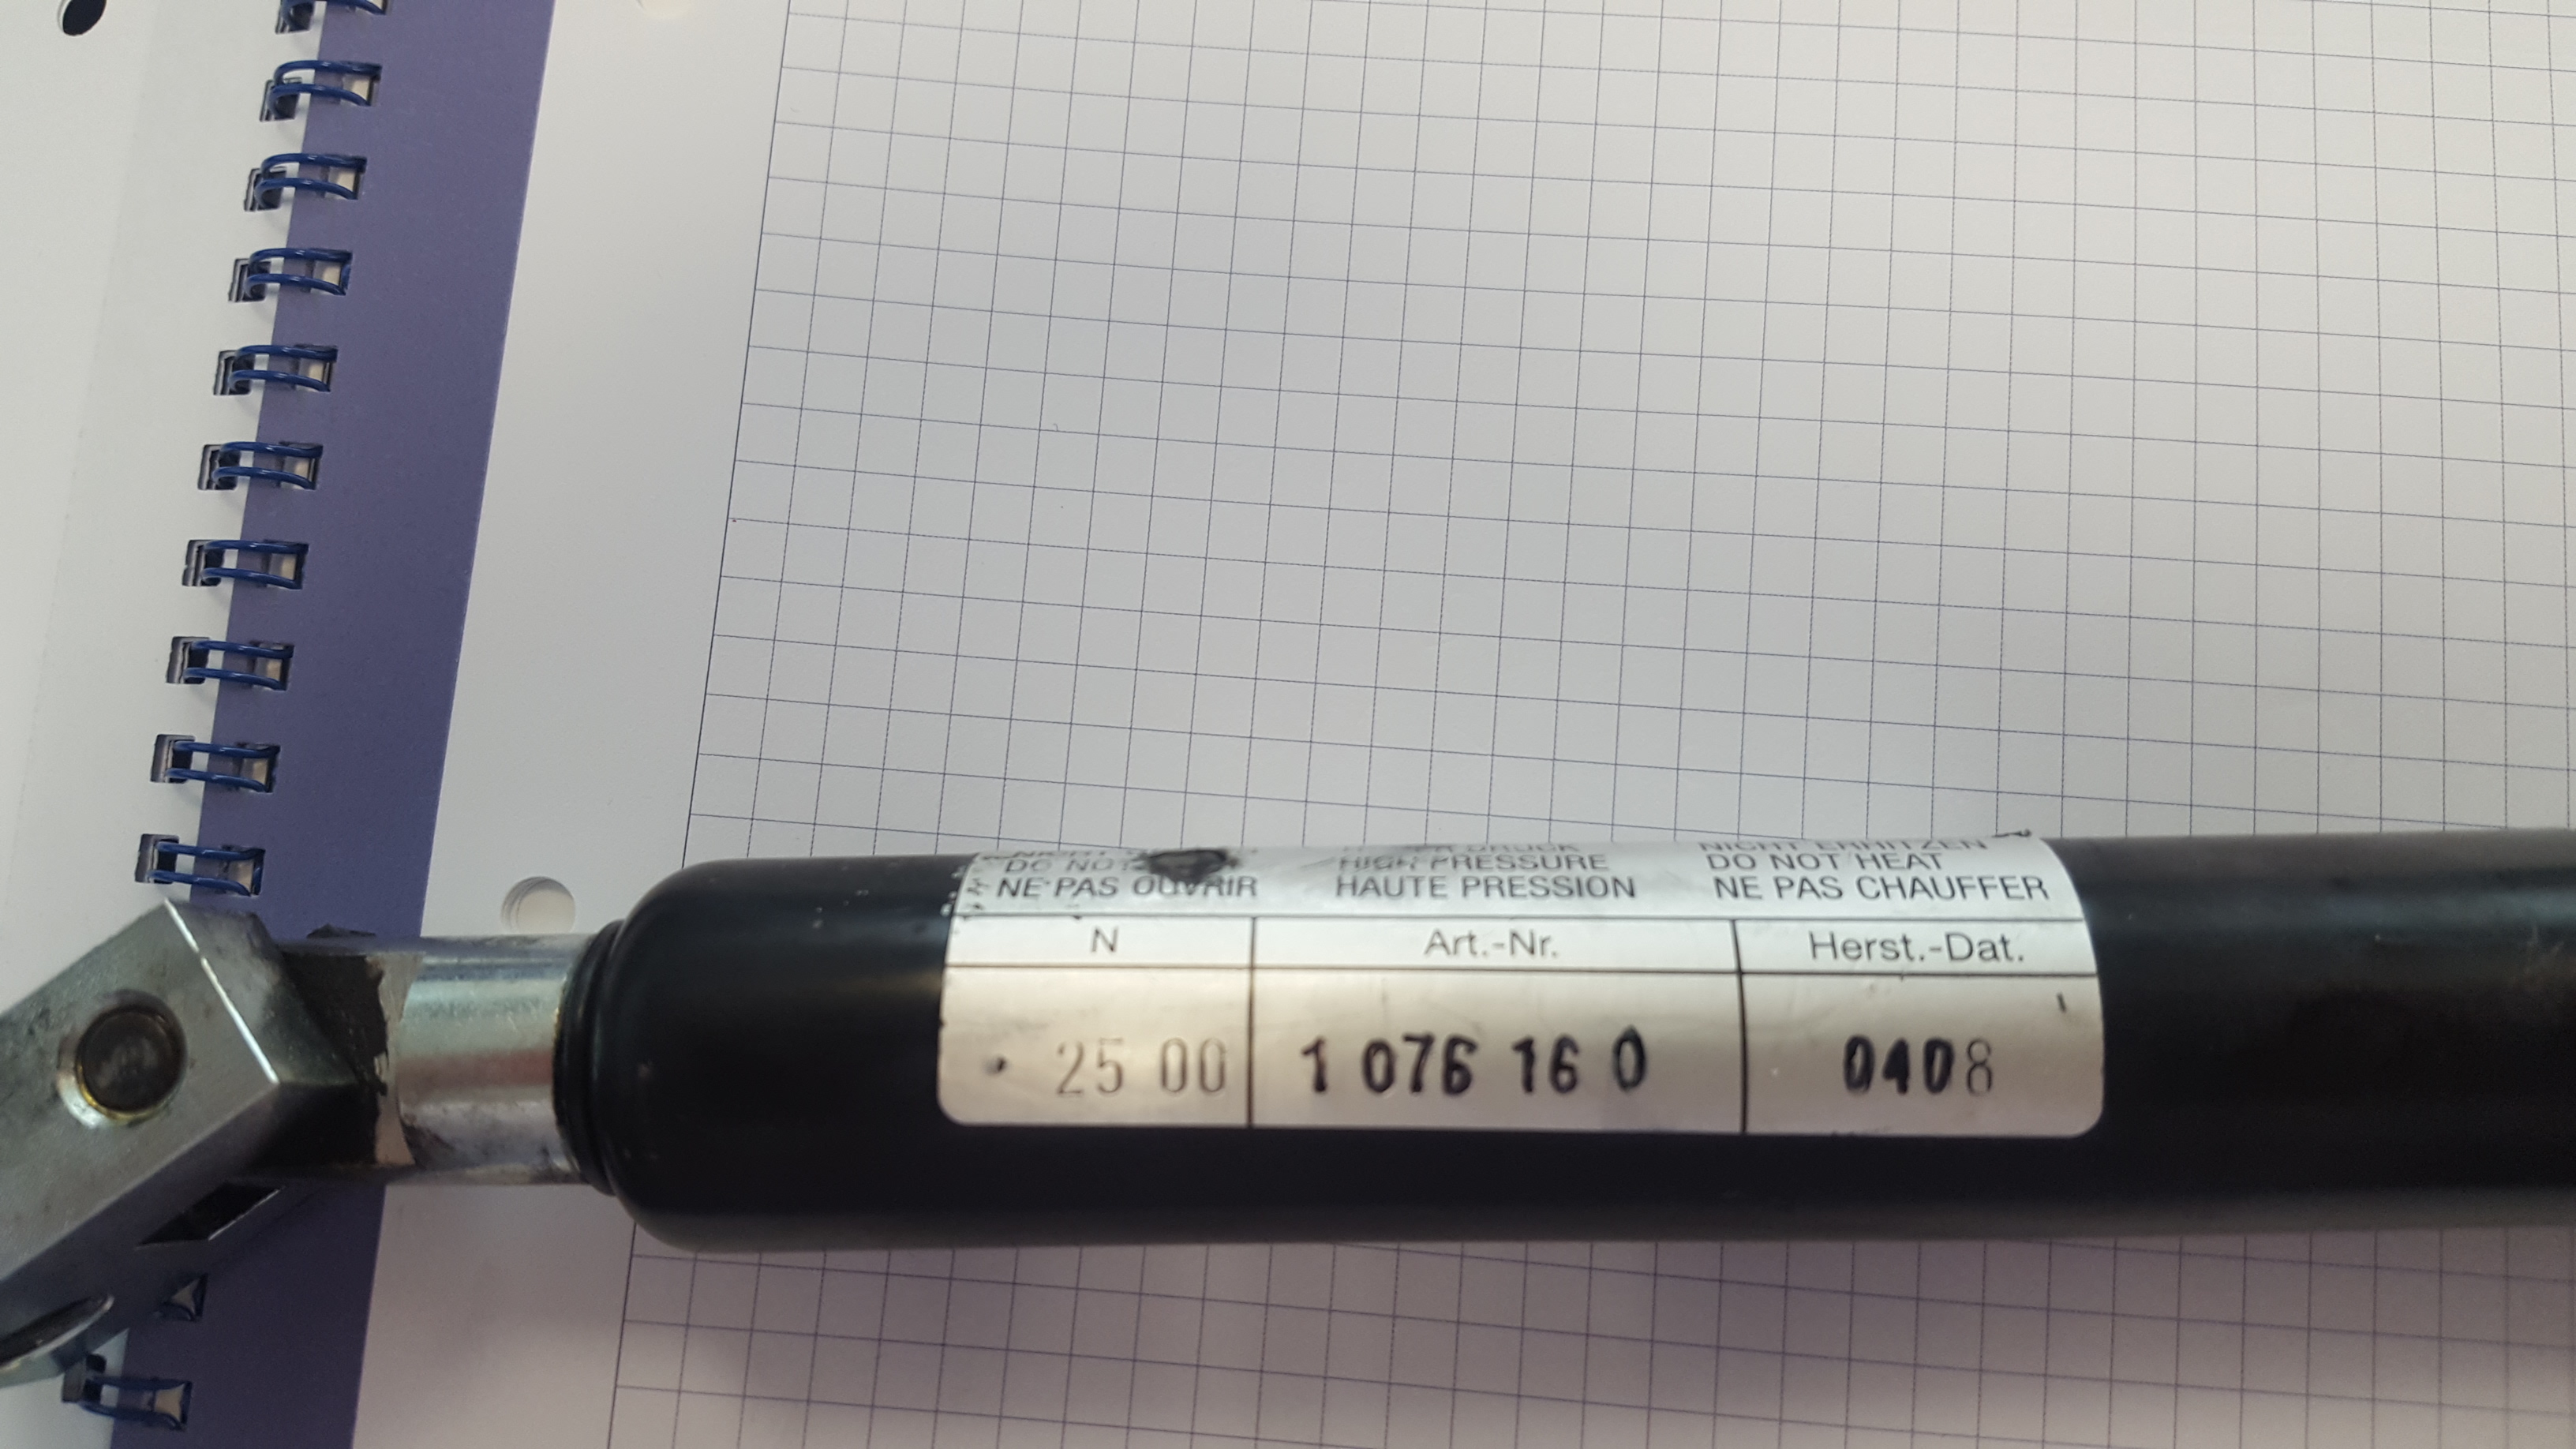 DO NOT
HIGH PRESSURE
DO NOT HEAT
NE PAS OUVRIR
HAUTE PRESSION
NE PAS CHAUFFER
N
Art.-Nr.
Herst.-Dat.
25 00
1 076 16 0
0408